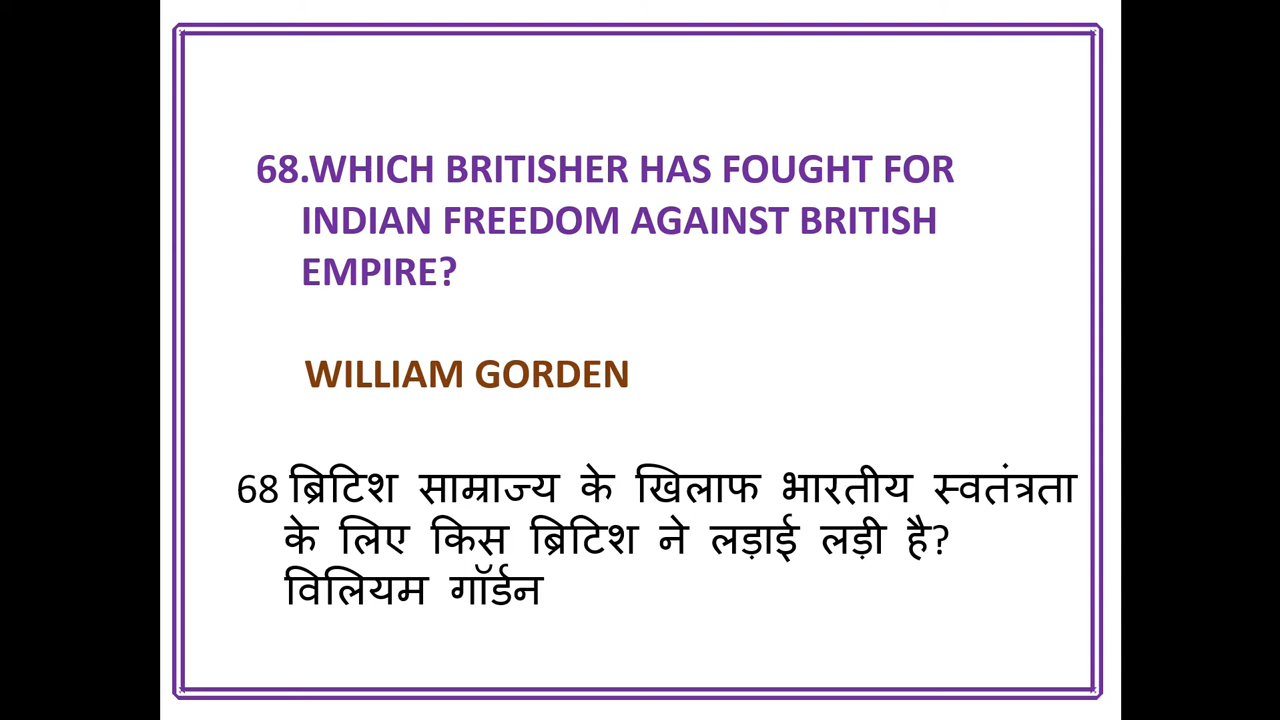 68.WHICH BRITISHER HAS FOUGHT FOR
INDIAN FREEDOM AGAINST BRITISH
EMPIRE?
WILLIAM GORDEN
68 ब्रिटिश साम्राज्य के खिलाफ भारतीय स्वतंत्रता
के लिए किस ब्रिटिश ने लड़ाई लड़ी है?
विलियम गॉर्डन